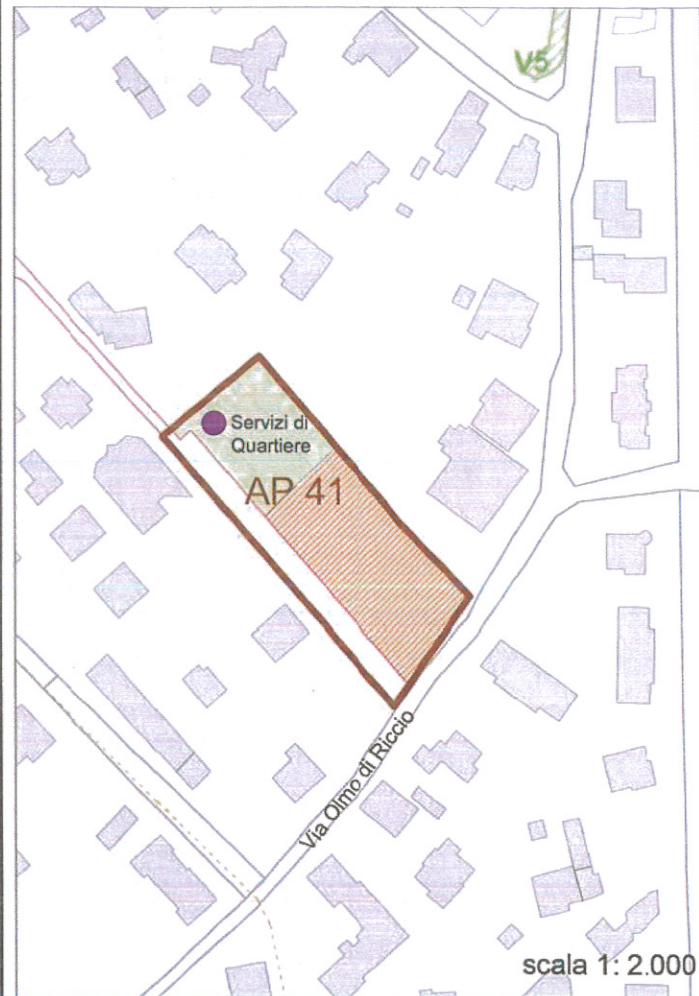 V5
Servizi di
Quartiere
AP 41
Via Olmo di Riccio
scala 1: 2.000